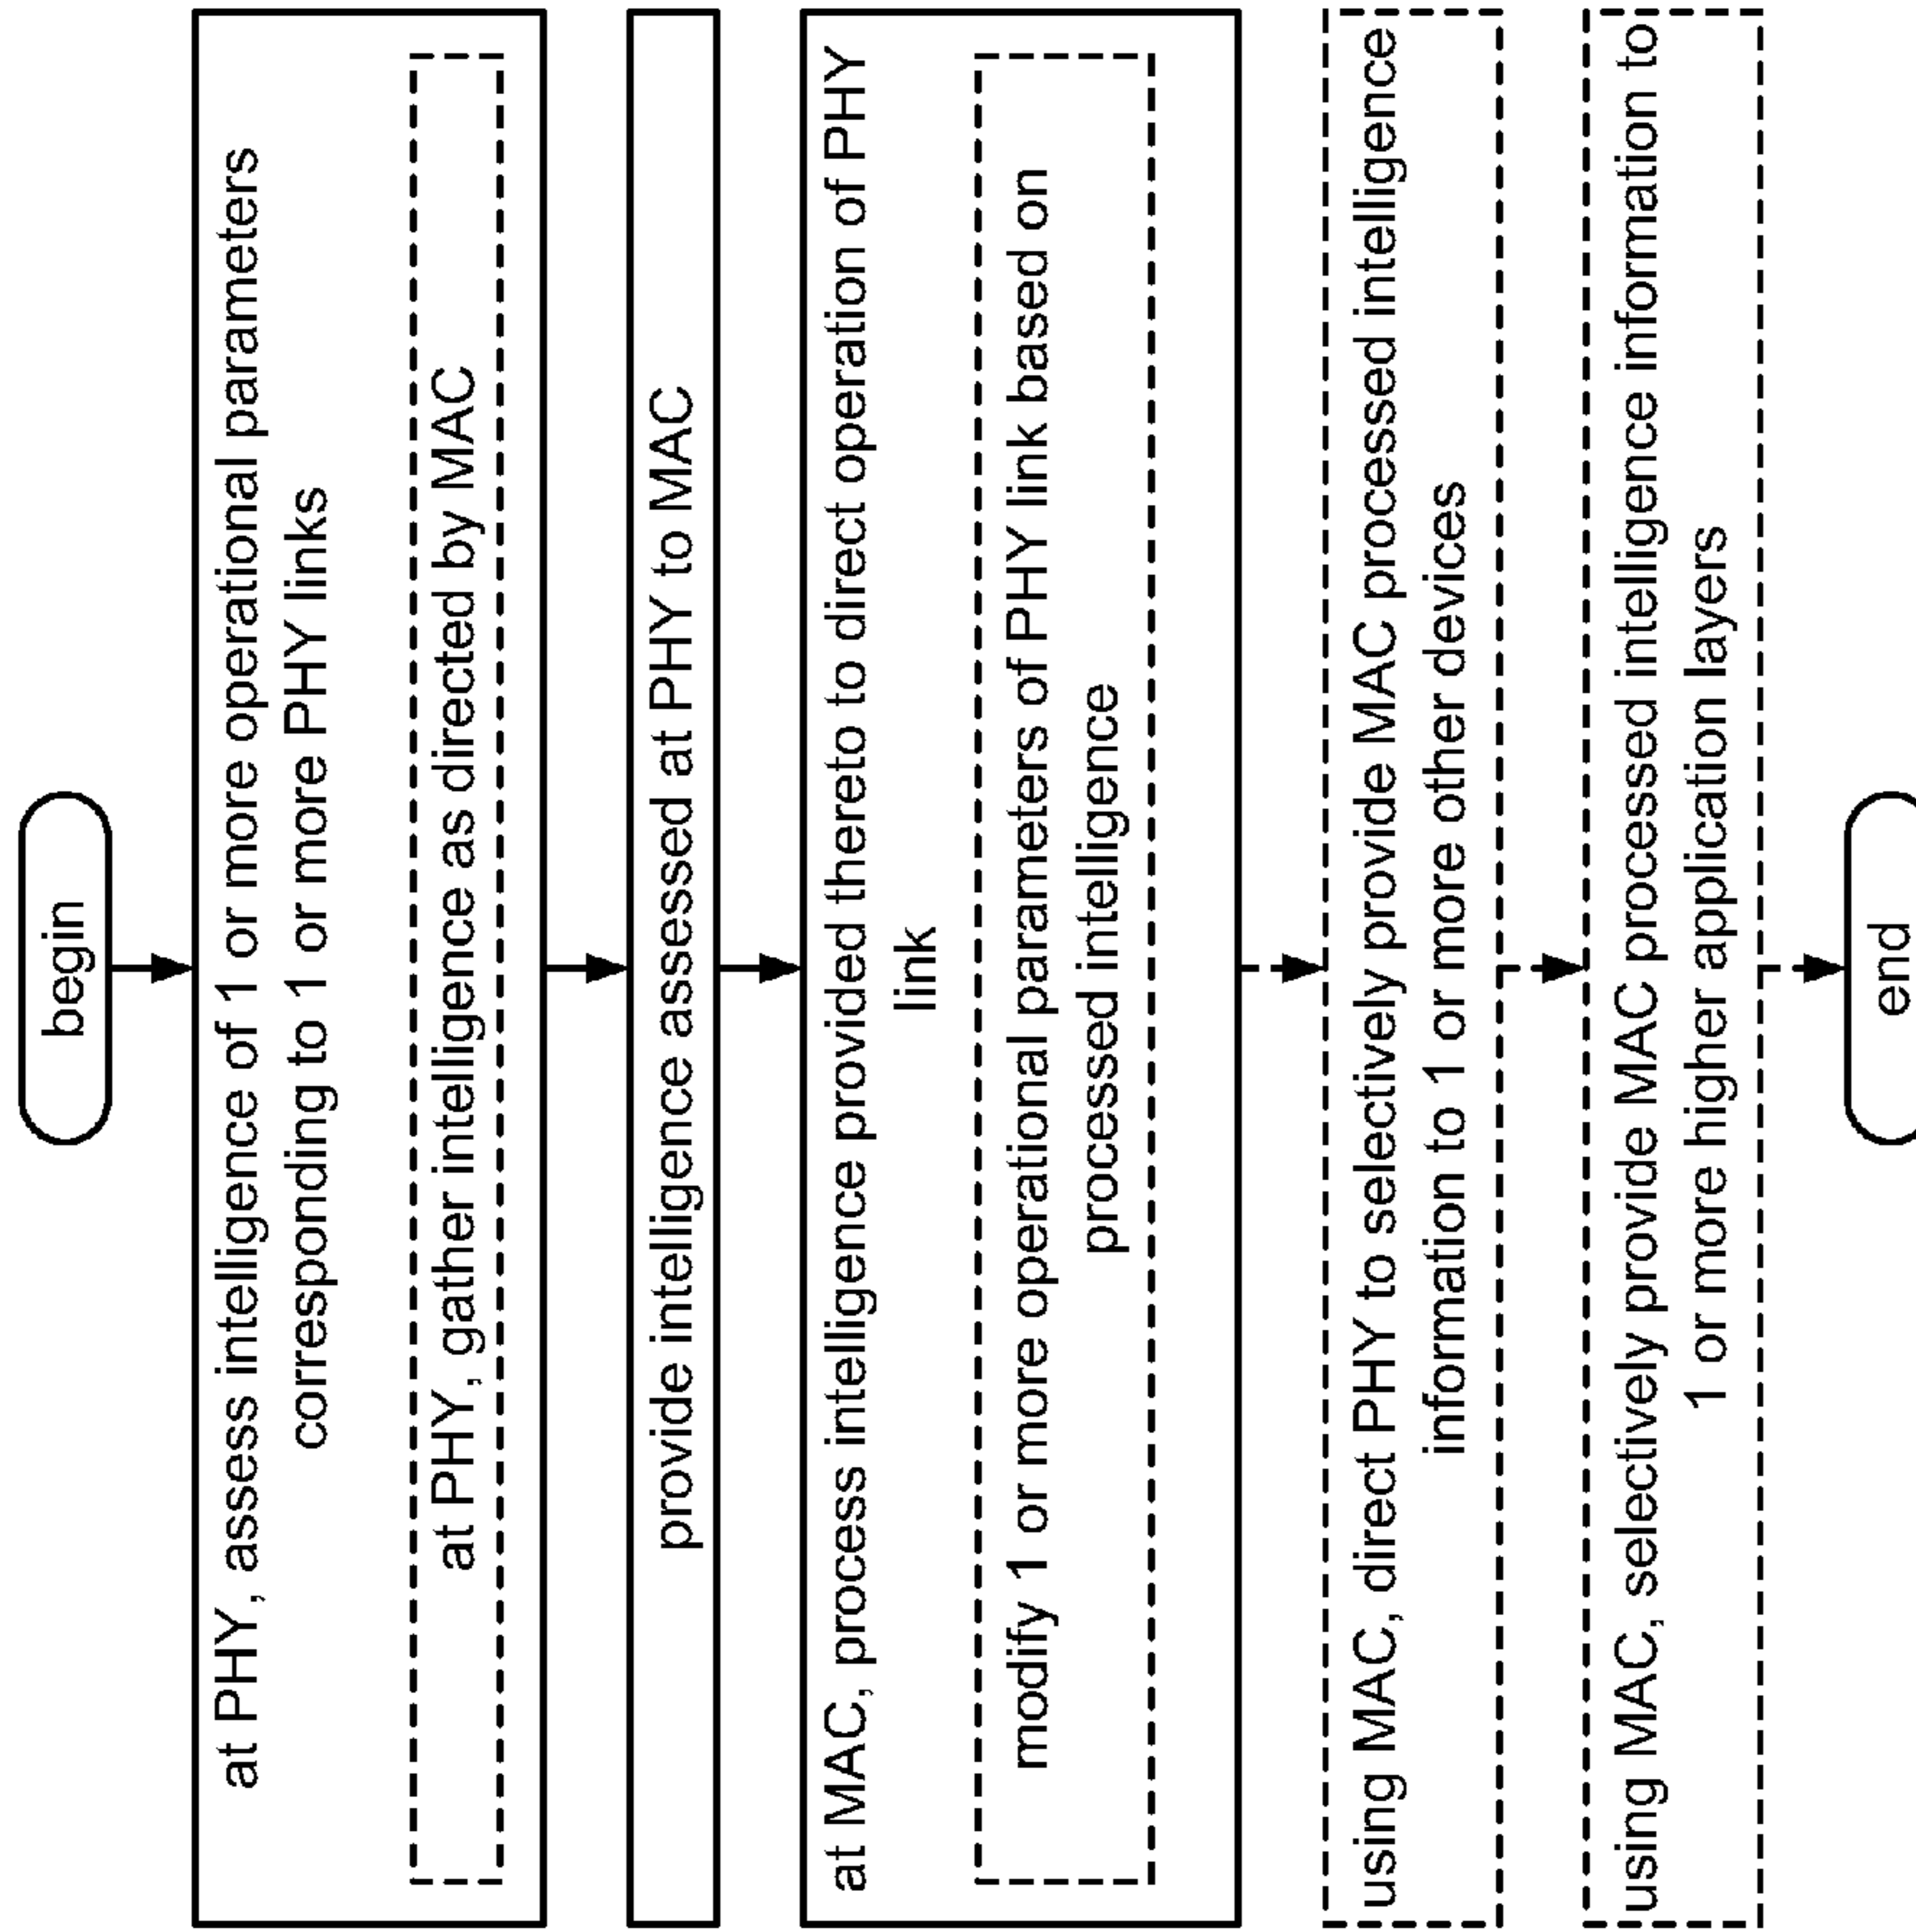 begin
at PHY, assess intelligence of 1 or more operational parameters
corresponding to 1 or more PHY links
at PHY, gather intelligence as directed by MAC
provide intelligence assessed at PHY to MAC
at MAC, process intelligence provided thereto to direct operation of PHY
link
modify 1 or more operational parameters of PHY link based on
processed intelligence
using MAC, direct PHY to selectively provide MAC processed intelligence
information to 1 or more other devices
using MAC, selectively provide MAC processed intelligence information to
1 or more higher application layers
end